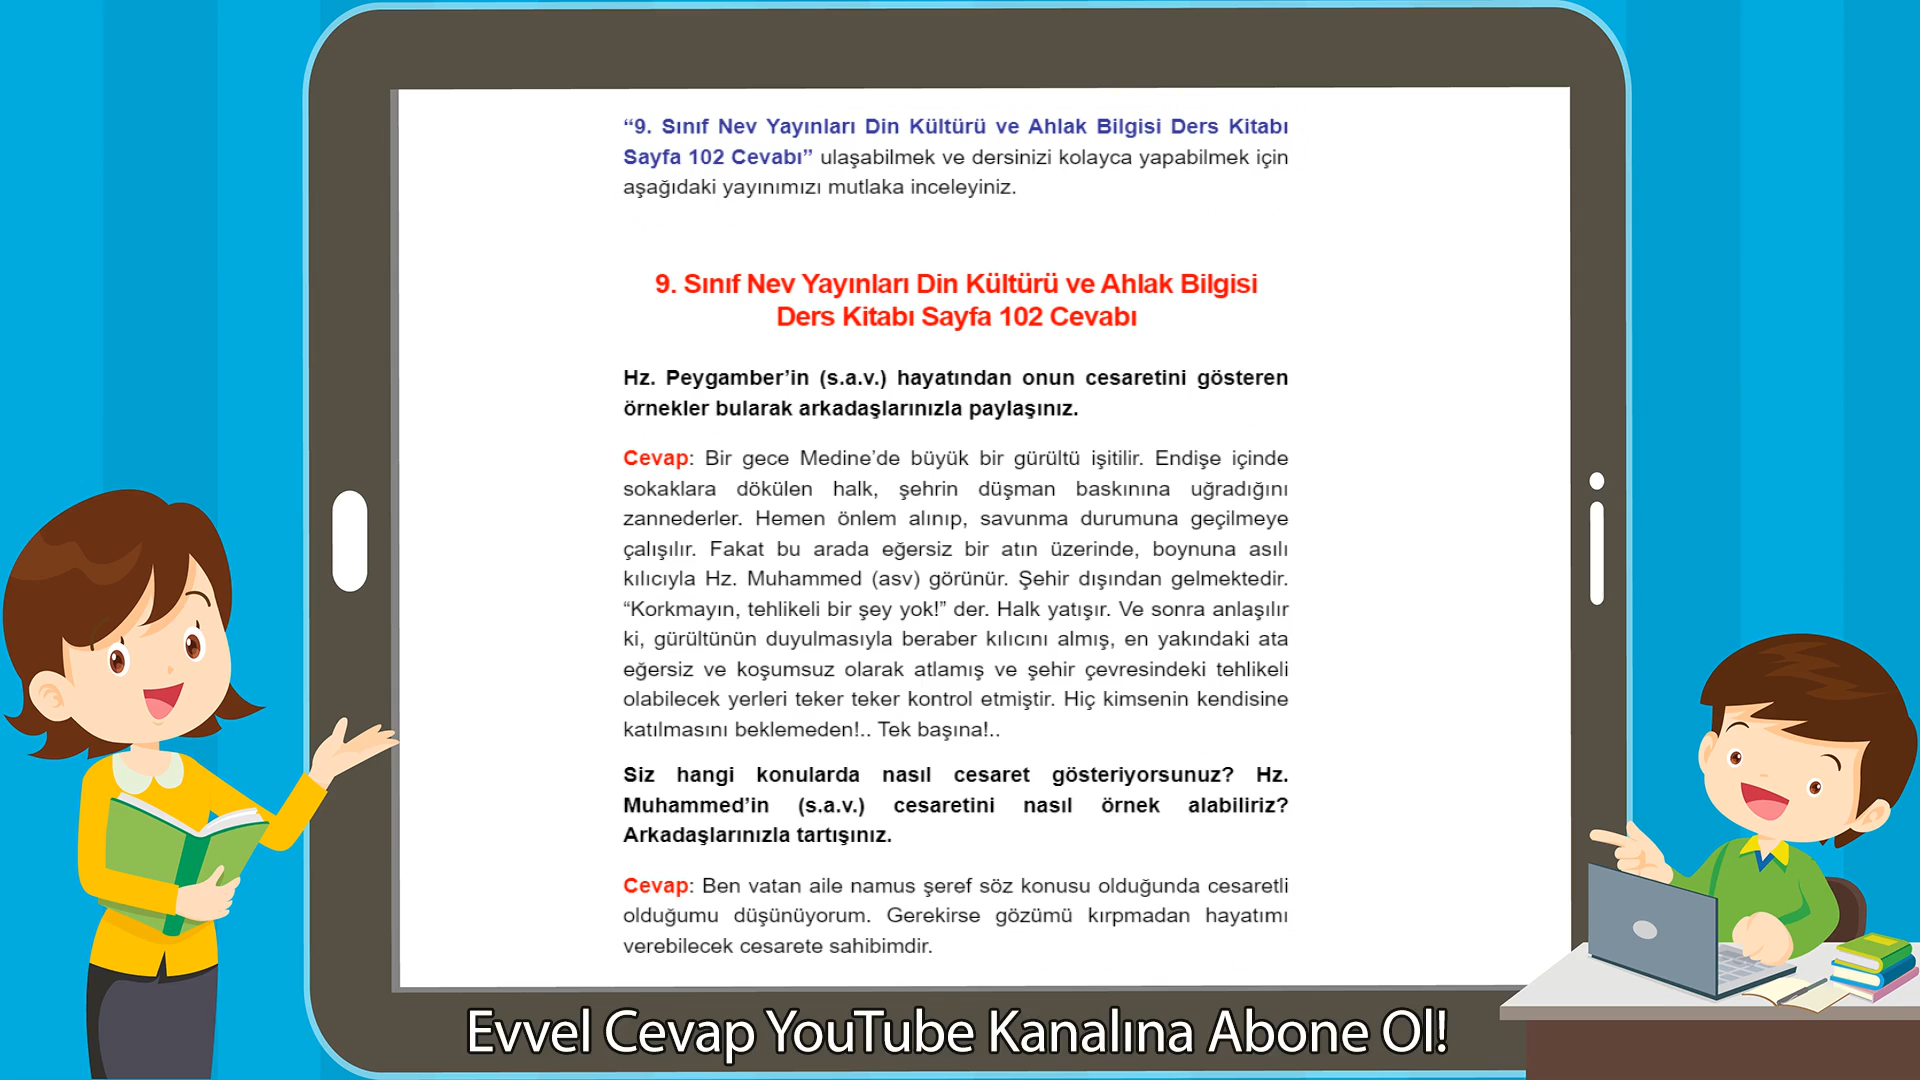 “9. Sınıf Nev Yayınları Din Kültürü ve Ahlak Bilgisi Ders Kitabı
Sayfa 102 Cevabı” ulaşabilmek ve dersinizi kolayca yapabilmek için
aşağıdaki yayınımızı mutlaka inceleyiniz.
9. Sınıf Nev Yayınları Din Kültürü ve Ahlak Bilgisi
Ders Kitabı Sayfa 102 Cevabı
Hz. Peygamber’in (s.a.v.) hayatından onun cesaretini gösteren
örnekler bularak arkadaşlarınızla paylaşınız.
Cevap: Bir gece Medine’de büyük bir gürültü işitilir. Endişe içinde
sokaklara dökülen halk, şehrin düşman baskınına uğradığını
zannederler. Hemen önlem alınıp, savunma durumuna geçilmeye
çalışılır. Fakat bu arada eğersiz bir atın üzerinde, boynuna asılı
kılıcıyla Hz. Muhammed (asv) görünür. Şehir dışından gelmektedir.
“Korkmayın, tehlikeli bir şey yok!” der. Halk yatışır. Ve sonra anlaşılır
ki, gürültünün duyulmasıyla beraber kılıcını almış, en yakındaki ata
eğersiz ve koşumsuz olarak atlamış ve şehir çevresindeki tehlikeli
olabilecek yerleri teker teker kontrol etmiştir. Hiç kimsenin kendisine
katılmasını beklemeden!.. Tek başına!..
Siz hangi konularda nasıl cesaret gösteriyorsunuz? Hz.
Muhammed’in (s.a.v.) cesaretini nasıl örnek alabiliriz?
Arkadaşlarınızla tartışınız.
Cevap: Ben vatan aile namus şeref söz konusu olduğunda cesaretli
olduğumu düşünüyorum. Gerekirse gözümü kırpmadan hayatımı
verebilecek cesarete sahibimdir.
Evvel Cevap YouTube Kanalına Abone Ol!